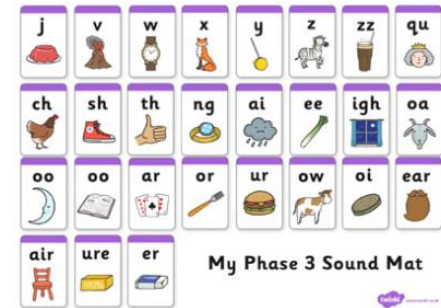 j v w x y z zz qu
ch sh th ng ai ee igh oa
oo oo ar or ur ow oi ear
air ure er
My Phase 3 Sound Mat
twinkl